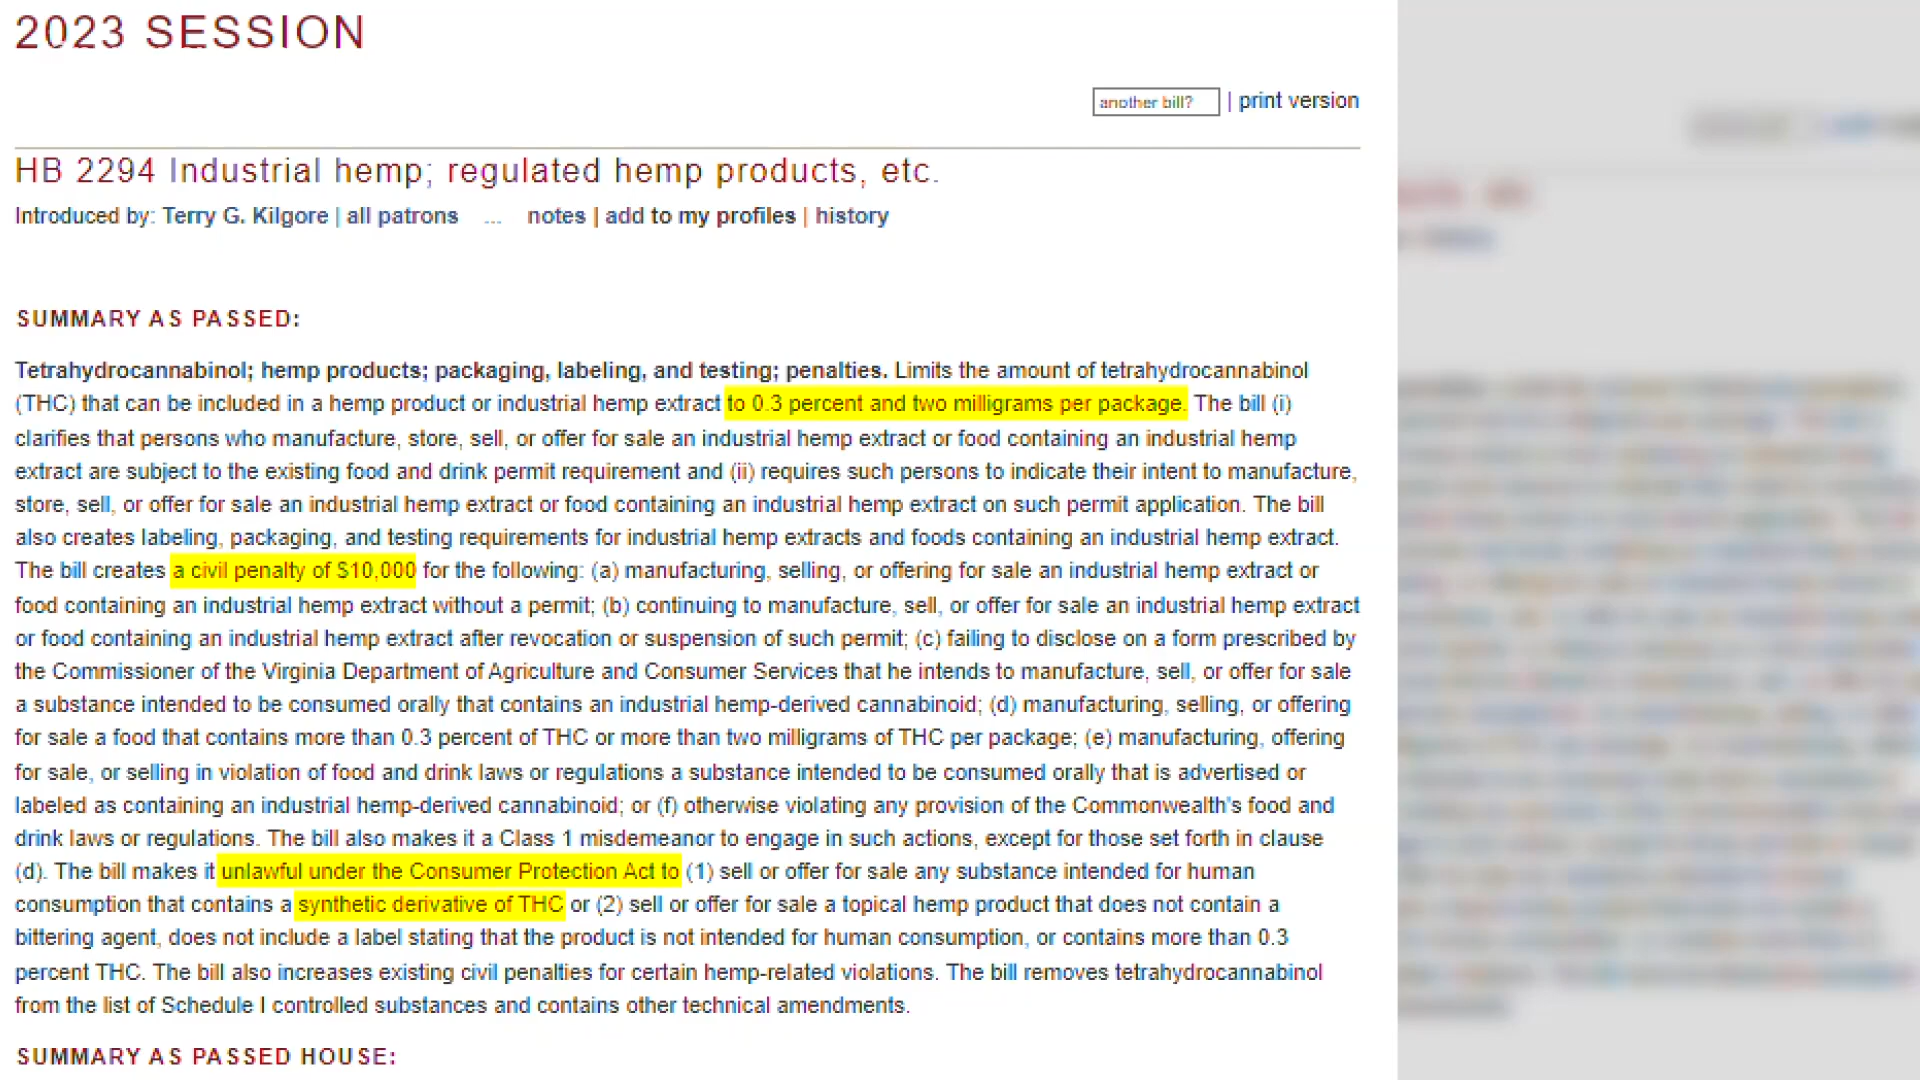 2023 SESSION
another bill? | print version
HB 2294 Industrial hemp; regulated hemp products, etc.
Introduced by: Terry G. Kilgore | all patrons ... notes | add to my profiles | history
SUMMARY AS PASSED:
Tetrahydrocannabinol; hemp products; packaging, labeling, and testing; penalties. Limits the amount of tetrahydrocannabinol
(THC) that can be included in a hemp product or industrial hemp extract to 0.3 percent and two milligrams per package. The bill (i)
clarifies that persons who manufacture, store, sell, or offer for sale an industrial hemp extract or food containing an industrial hemp
extract are subject to the existing food and drink permit requirement and (ii) requires such persons to indicate their intent to manufacture,
store, sell, or offer for sale an industrial hemp extract or food containing an industrial hemp extract on such permit application. The bill
also creates labeling, packaging, and testing requirements for industrial hemp extracts and foods containing an industrial hemp extract.
The bill creates a civil penalty of $10,000 for the following: (a) manufacturing, selling, or offering for sale an industrial hemp extract or
food containing an industrial hemp extract without a permit; (b) continuing to manufacture, sell, or offer for sale an industrial hemp extract
or food containing an industrial hemp extract after revocation or suspension of such permit; (c) failing to disclose on a form prescribed by
the Commissioner of the Virginia Department of Agriculture and Consumer Services that he intends to manufacture, sell, or offer for sale
a substance intended to be consumed orally that contains an industrial hemp-derived cannabinoid; (d) manufacturing, selling, or offering
for sale a food that contains more than 0.3 percent of THC or more than two milligrams of THC per package; (e) manufacturing, offering
for sale, or selling in violation of food and drink laws or regulations a substance intended to be consumed orally that is advertised or
labeled as containing an industrial hemp-derived cannabinoid; or (f) otherwise violating any provision of the Commonwealth's food and
drink laws or regulations. The bill also makes it a Class 1 misdemeanor to engage in such actions, except for those set forth in clause
(d). The bill makes it unlawful under the Consumer Protection Act to (1) sell or offer for sale any substance intended for human
consumption that contains a synthetic derivative of THC or (2) sell or offer for sale a topical hemp product that does not contain a
bittering agent, does not include a label stating that the product is not intended for human consumption, or contains more than 0.3
percent THC. The bill also increases existing civil penalties for certain hemp-related violations. The bill removes tetrahydrocannabinol
from the list of Schedule I controlled substances and contains other technical amendments.
SUMMARY AS PASSED HOUSE: